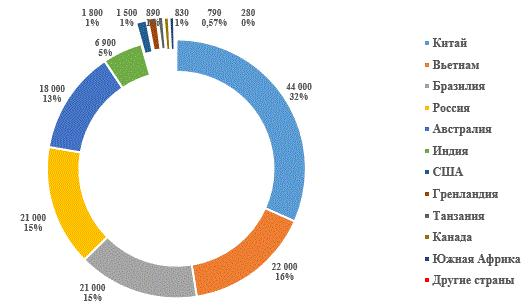 1 800
1%
1 500
1%
890
1%
830
1%
790
0,57%
280
0%
6 900
5%
18 000
13%
21 000
15%
21 000
15%
22 000
16%
44 000
32%
Китай
Вьетнам
Бразилия
Россия
Австралия
Индия
США
Гренландия
Танзания
Канада
Южная Африка
Другие страны